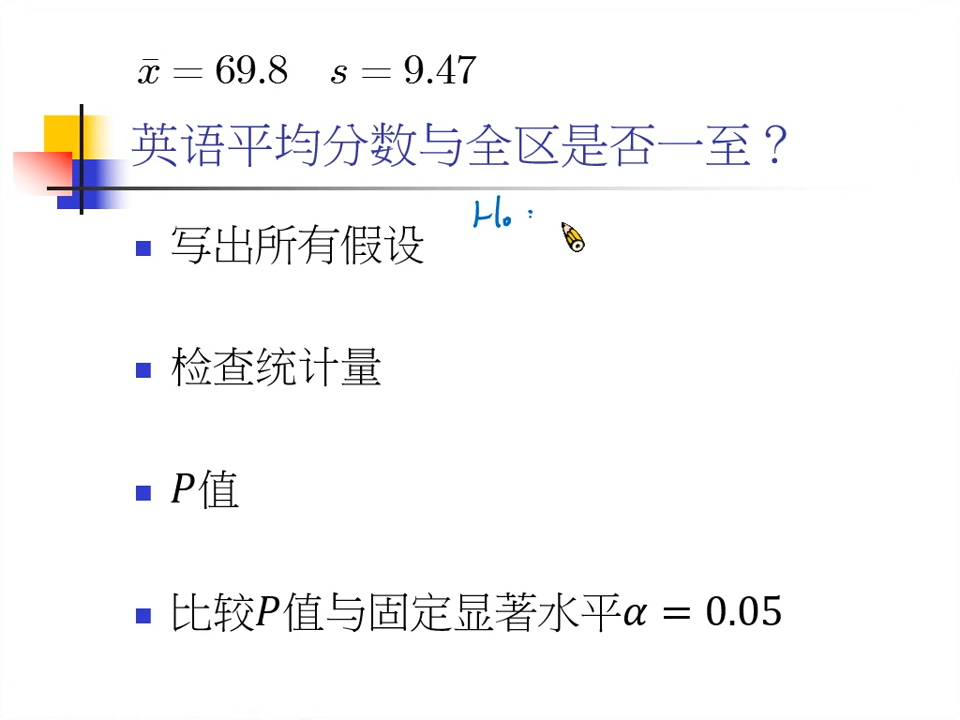 x̄ = 69.8 s = 9.47
英语平均分数与全区是否一至？
H₀ :
写出所有假设
检查统计量
P值
比较P值与固定显著水平α = 0.05